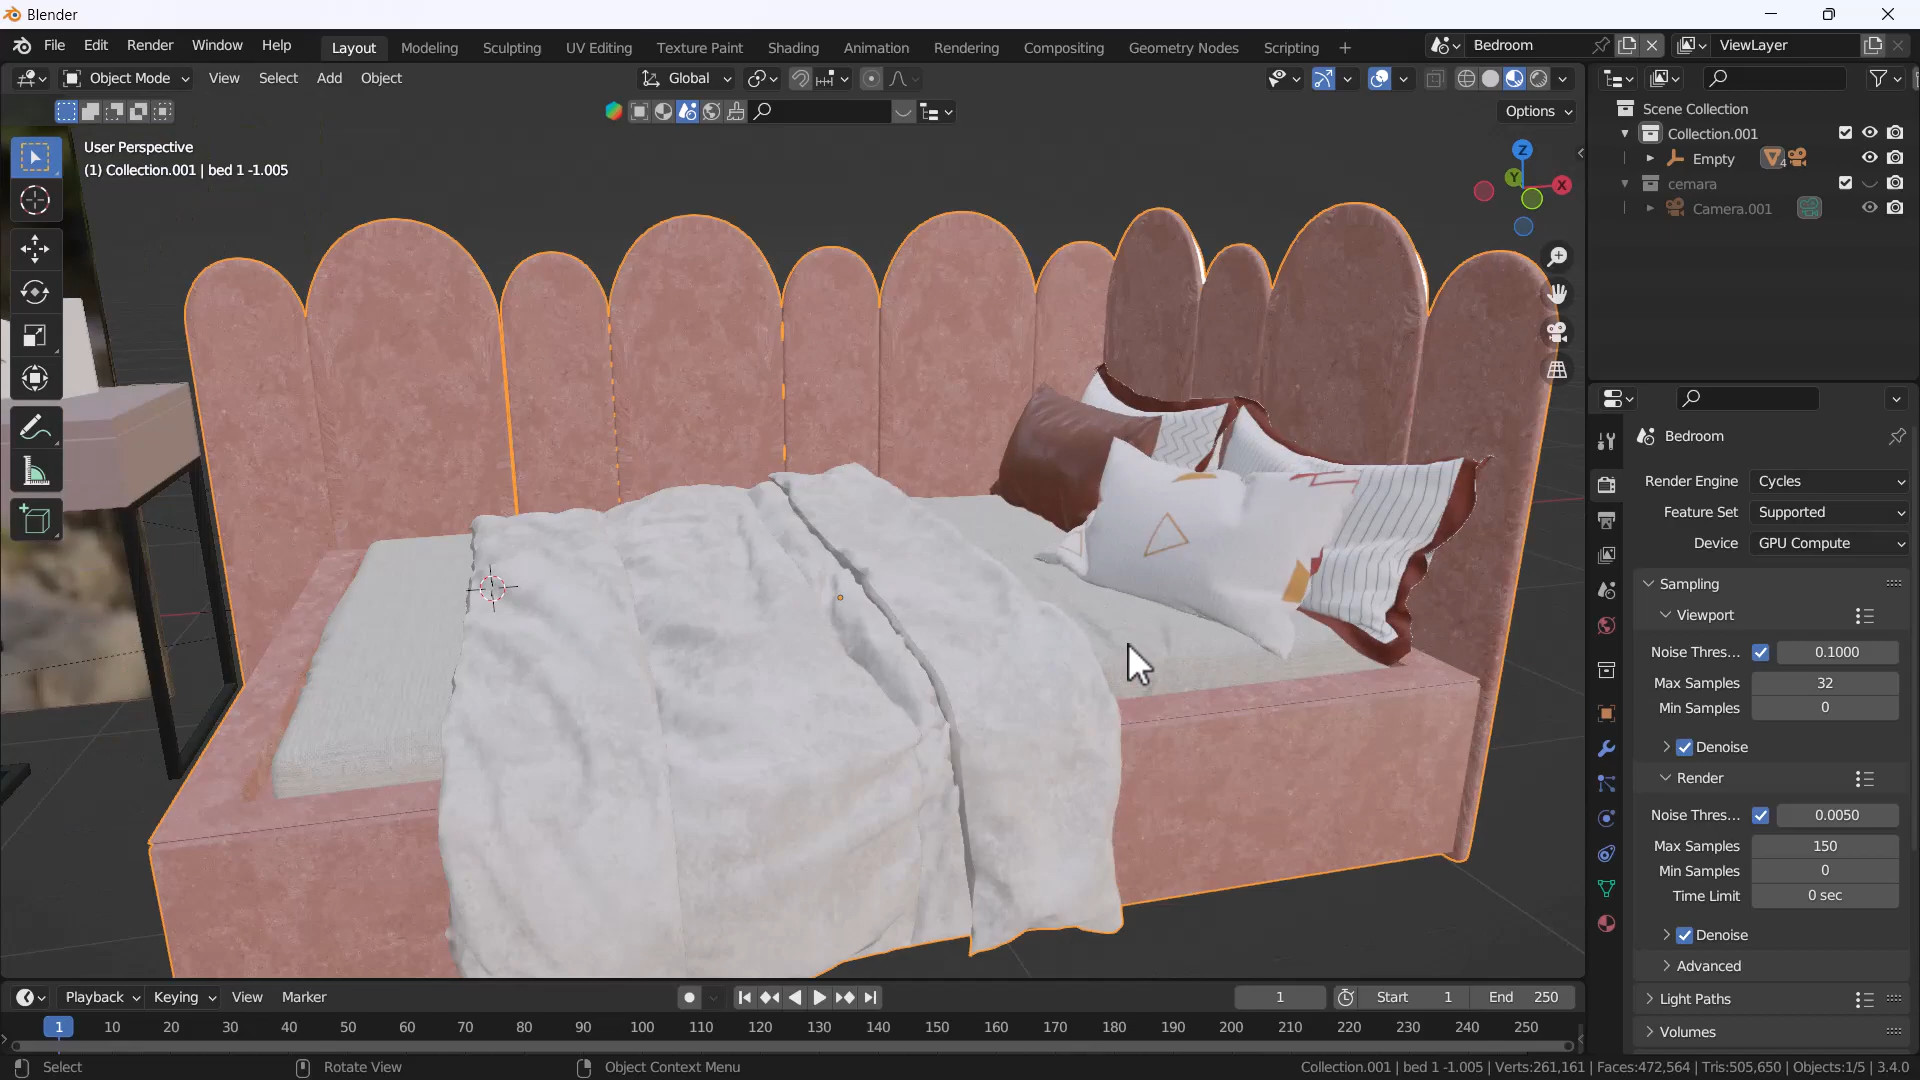 Blender
File Edit Render Window Help Layout Modeling Sculpting UV Editing Texture Paint Shading Animation Rendering Compositing Geometry Nodes Scripting + Bedroom ViewLayer
Object Mode View Select Add Object Global
Options
User Perspective
(1) Collection.001 | bed 1 -1.005
Z
Y
X
Scene Collection
Collection.001
Empty 4
cemara
Camera.001
Bedroom
Render Engine Cycles
Feature Set Supported
Device GPU Compute
Sampling
Viewport
Noise Thres... 0.1000
Max Samples 32
Min Samples 0
Denoise
Render
Noise Thres... 0.0050
Max Samples 150
Min Samples 0
Time Limit 0 sec
Denoise
Advanced
Light Paths
Volumes
Playback Keying View Marker 1 Start 1 End 250
1 10 20 30 40 50 60 70 80 90 100 110 120 130 140 150 160 170 180 190 200 210 220 230 240 250
Select Rotate View Object Context Menu Collection.001 | bed 1 -1.005 | Verts:261,161 | Faces:472,564 | Tris:505,650 | Objects:1/5 | 3.4.0